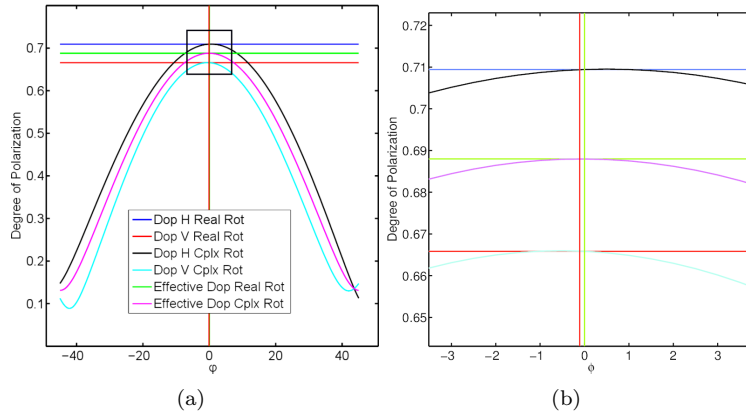 0.7
0.6
0.5
0.4
0.3
0.2
0.1
Degree of Polarization
−40
−20
0
20
40
φ
Dop H Real Rot
Dop V Real Rot
Dop H Cplx Rot
Dop V Cplx Rot
Effective Dop Real Rot
Effective Dop Cplx Rot
(a)
0.72
0.71
0.7
0.69
0.68
0.67
0.66
0.65
Degree of Polarization
−3
−2
−1
0
1
2
3
ϕ
(b)